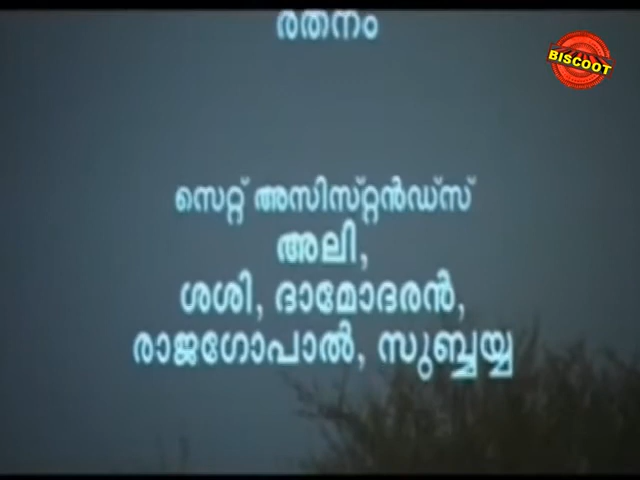 രതനം
BISCOOT
സെറ്റ് അസിസ്റ്റൻഡ്സ്
അലി,
ശശി, ദാമോദരൻ,
രാജഗോപാൽ, സുബ്ബയ്യ